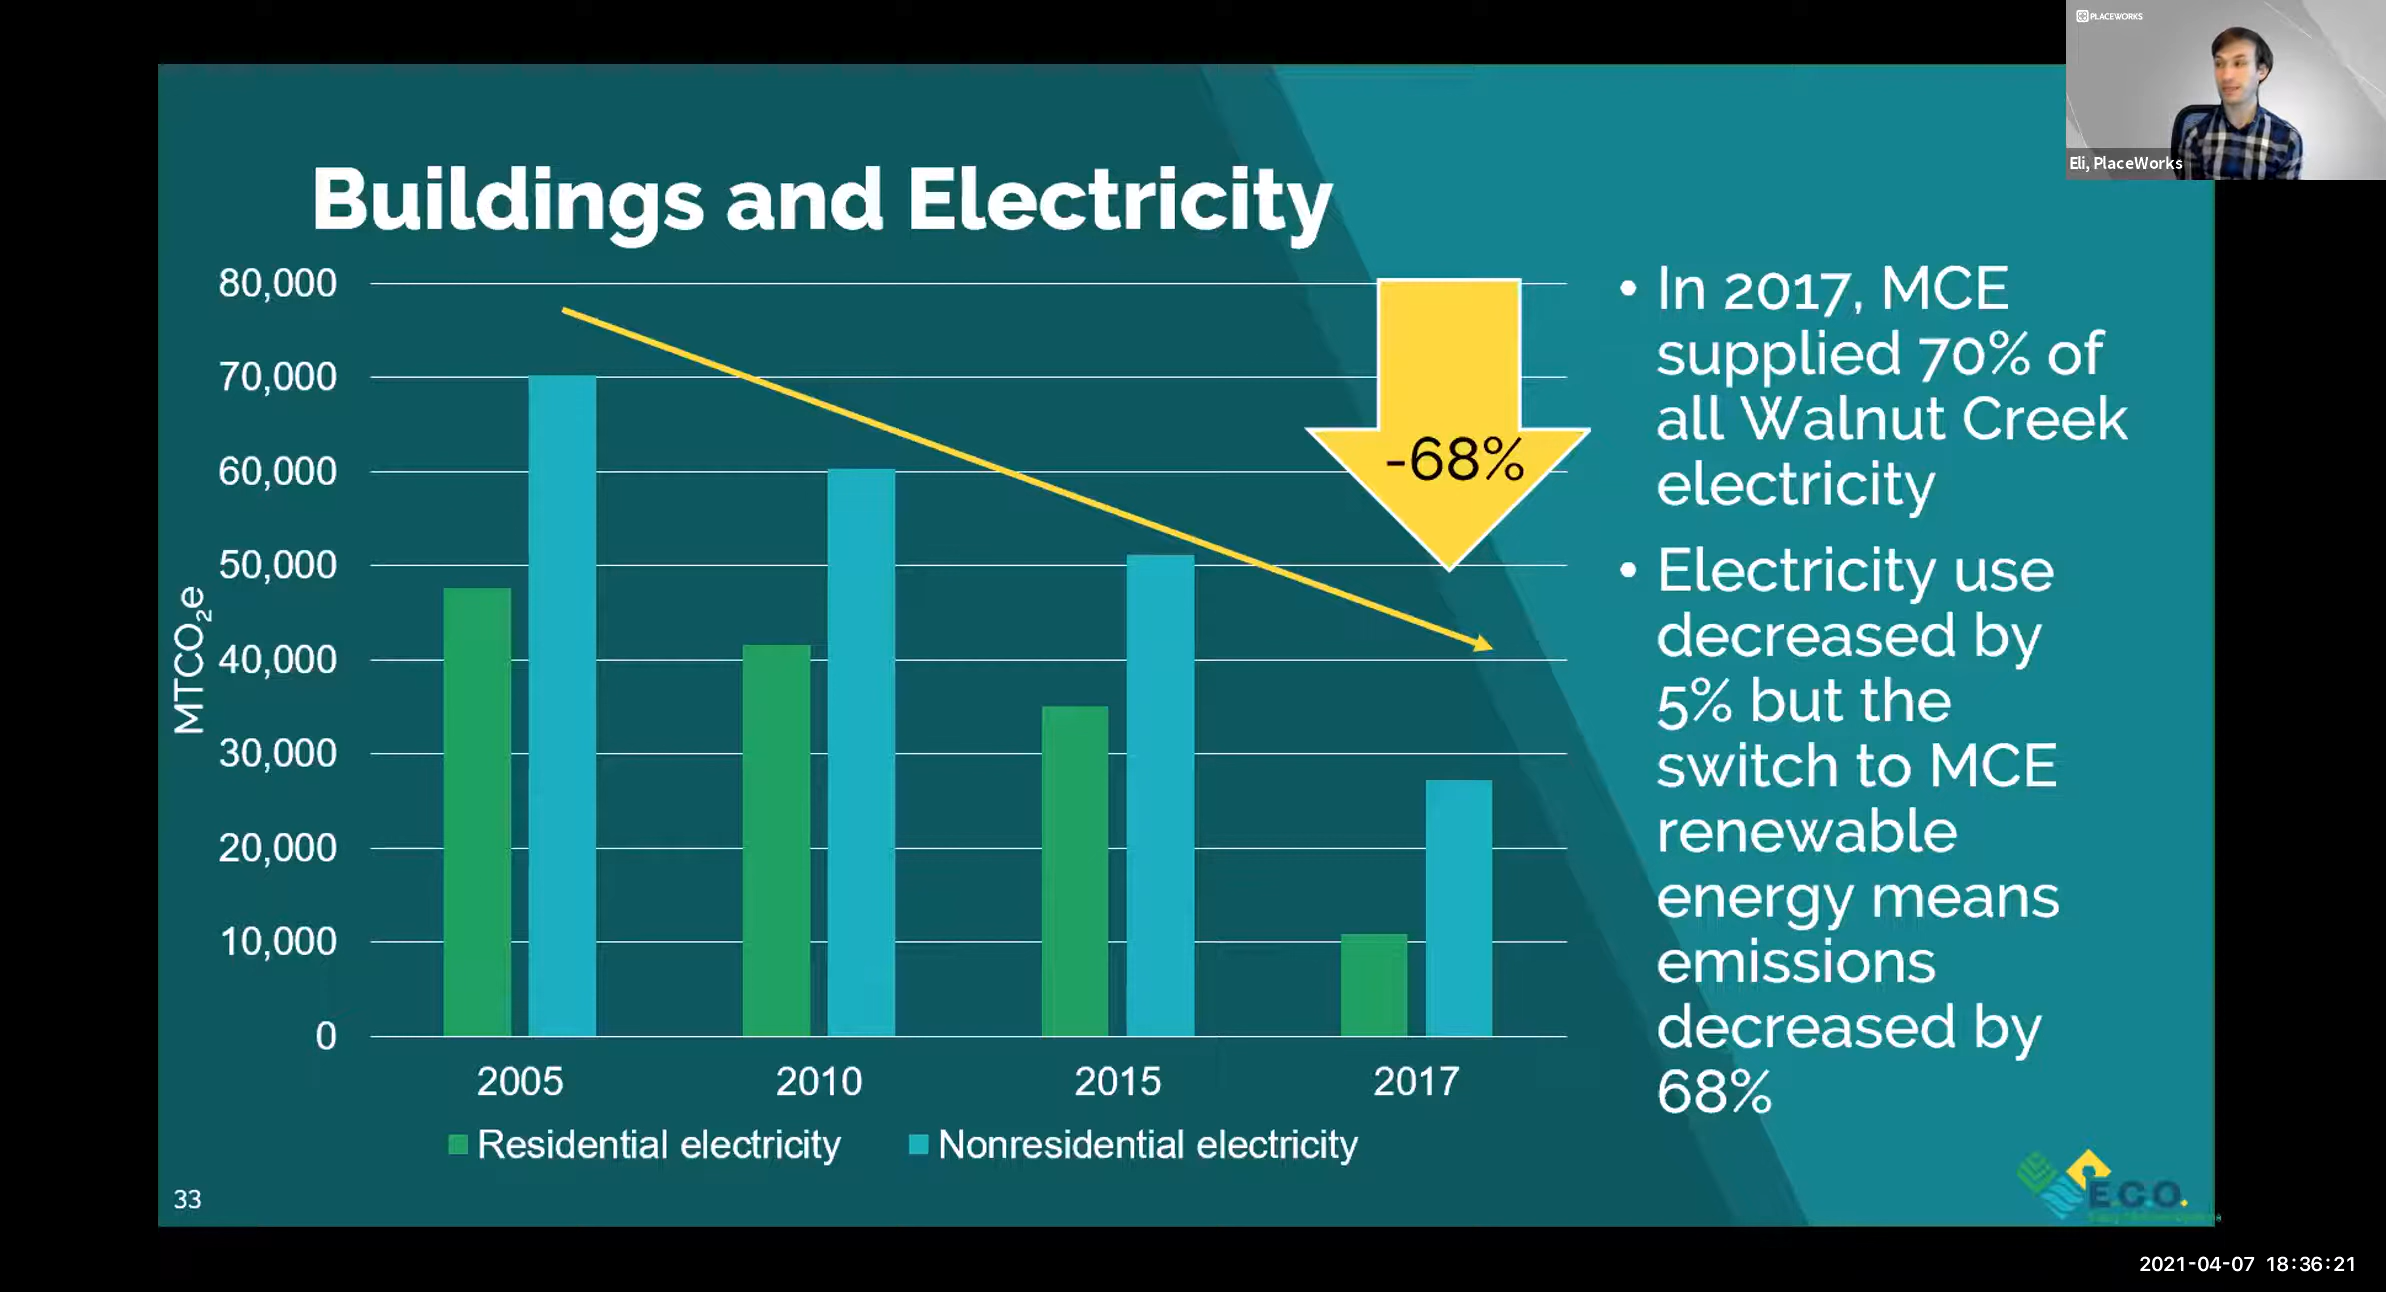 PLACEWORKS
Eli, PlaceWorks
Buildings and Electricity
80,000
70,000
60,000
50,000
40,000
30,000
20,000
10,000
0
MTCO₂e
2005
2010
2015
2017
Residential electricity
Nonresidential electricity
-68%
• In 2017, MCE
supplied 70% of
all Walnut Creek
electricity
• Electricity use
decreased by
5% but the
switch to MCE
renewable
energy means
emissions
decreased by
68%
33
E.C.O.
2021-04-07 18:36:21